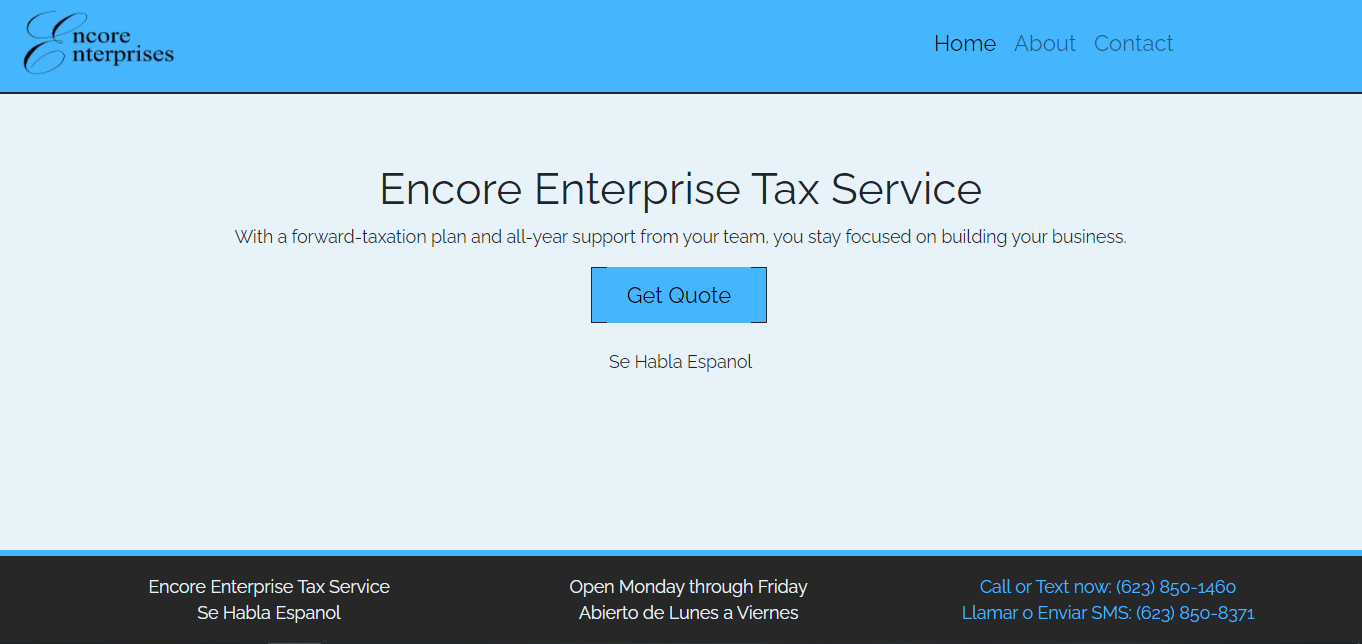 Encore
Enterprises
Home About Contact
Encore Enterprise Tax Service
With a forward-taxation plan and all-year support from your team, you stay focused on building your business.
Get Quote
Se Habla Espanol
Encore Enterprise Tax Service
Se Habla Espanol
Open Monday through Friday
Abierto de Lunes a Viernes
Call or Text now: (623) 850-1460
Llamar o Enviar SMS: (623) 850-8371